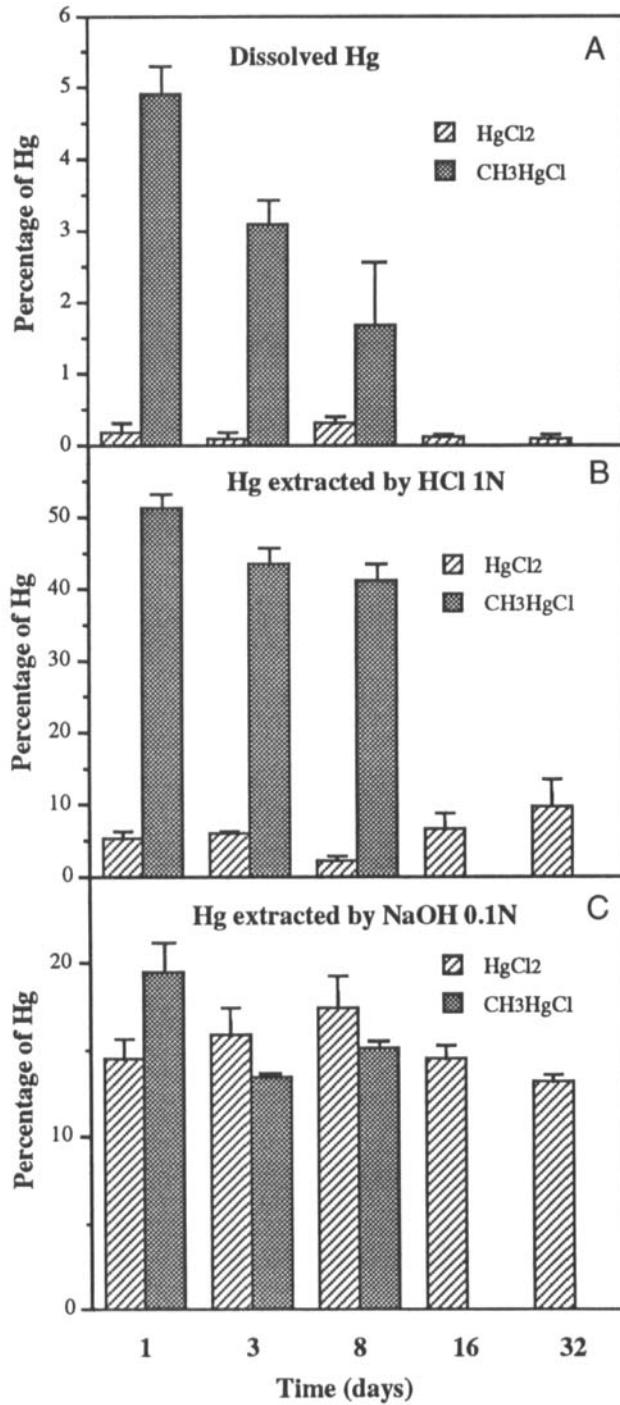 A
Dissolved Hg
HgCl2
CH3HgCl
Percentage of Hg
6
5
4
3
2
1
0
B
Hg extracted by HCl 1N
HgCl2
CH3HgCl
Percentage of Hg
50
40
30
20
10
0
C
Hg extracted by NaOH 0.1N
HgCl2
CH3HgCl
Percentage of Hg
20
10
0
1 3 8 16 32
Time (days)